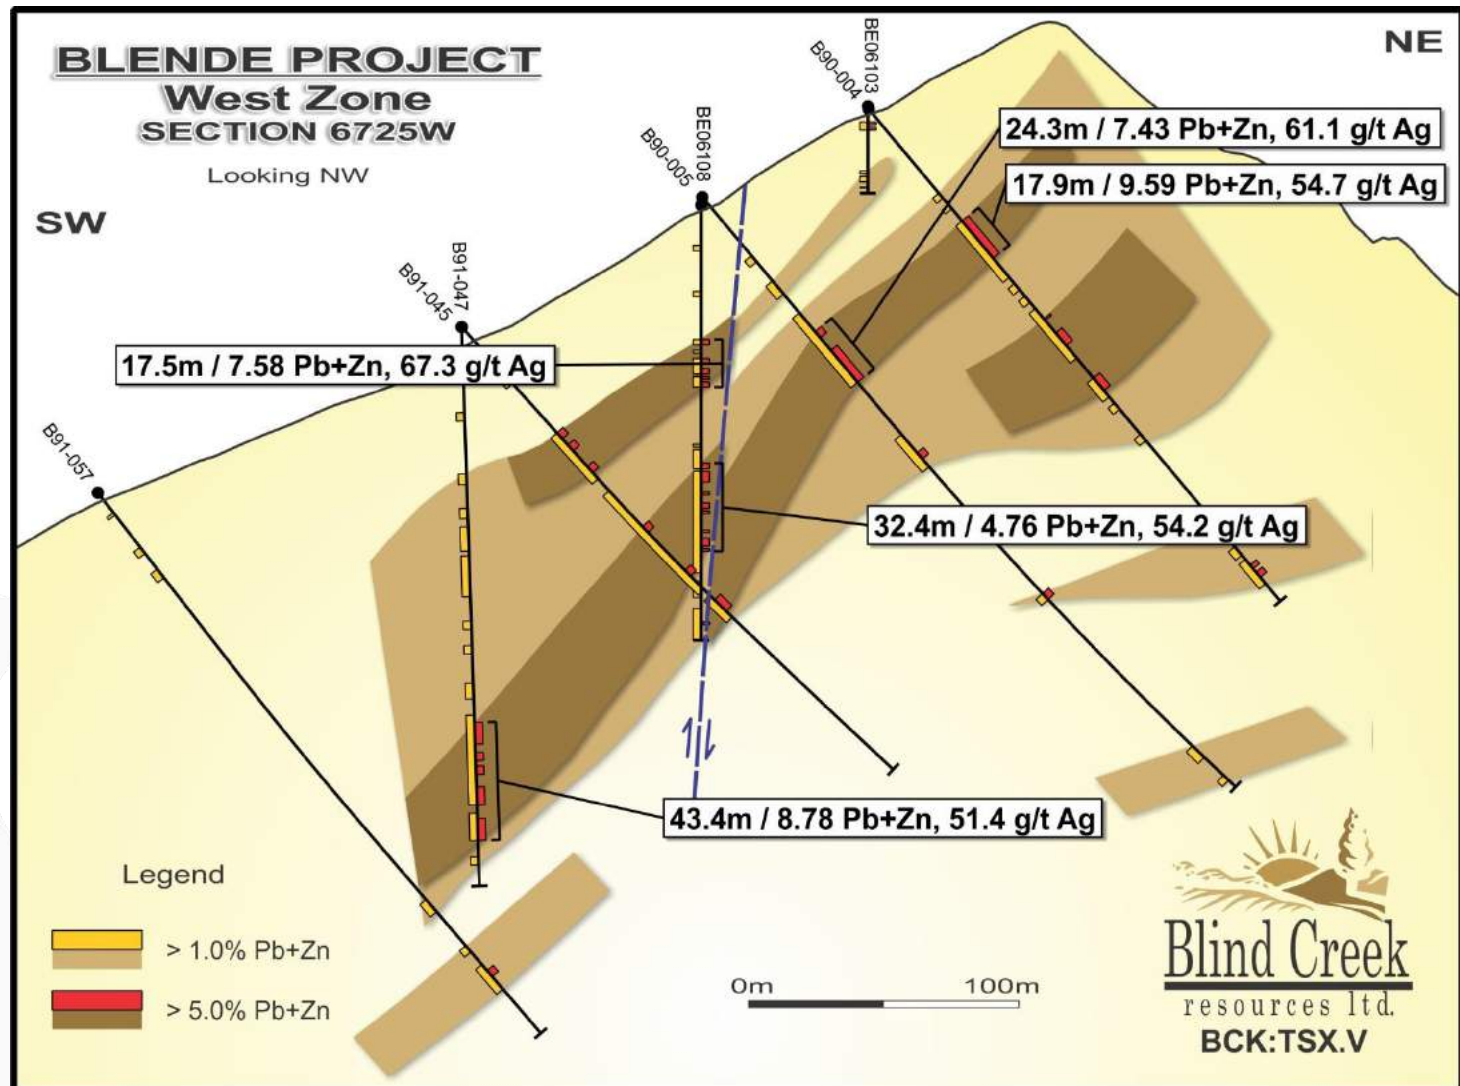 BLENDE PROJECT
West Zone
SECTION 6725W
Looking NW
SW
NE
B90-004
BE06103
B90-005
BE06108
B91-045
B91-047
B91-057
24.3m / 7.43 Pb+Zn, 61.1 g/t Ag
17.9m / 9.59 Pb+Zn, 54.7 g/t Ag
17.5m / 7.58 Pb+Zn, 67.3 g/t Ag
32.4m / 4.76 Pb+Zn, 54.2 g/t Ag
43.4m / 8.78 Pb+Zn, 51.4 g/t Ag
Legend
> 1.0% Pb+Zn
> 5.0% Pb+Zn
0m 100m
Blind Creek
resources ltd.
BCK:TSX.V